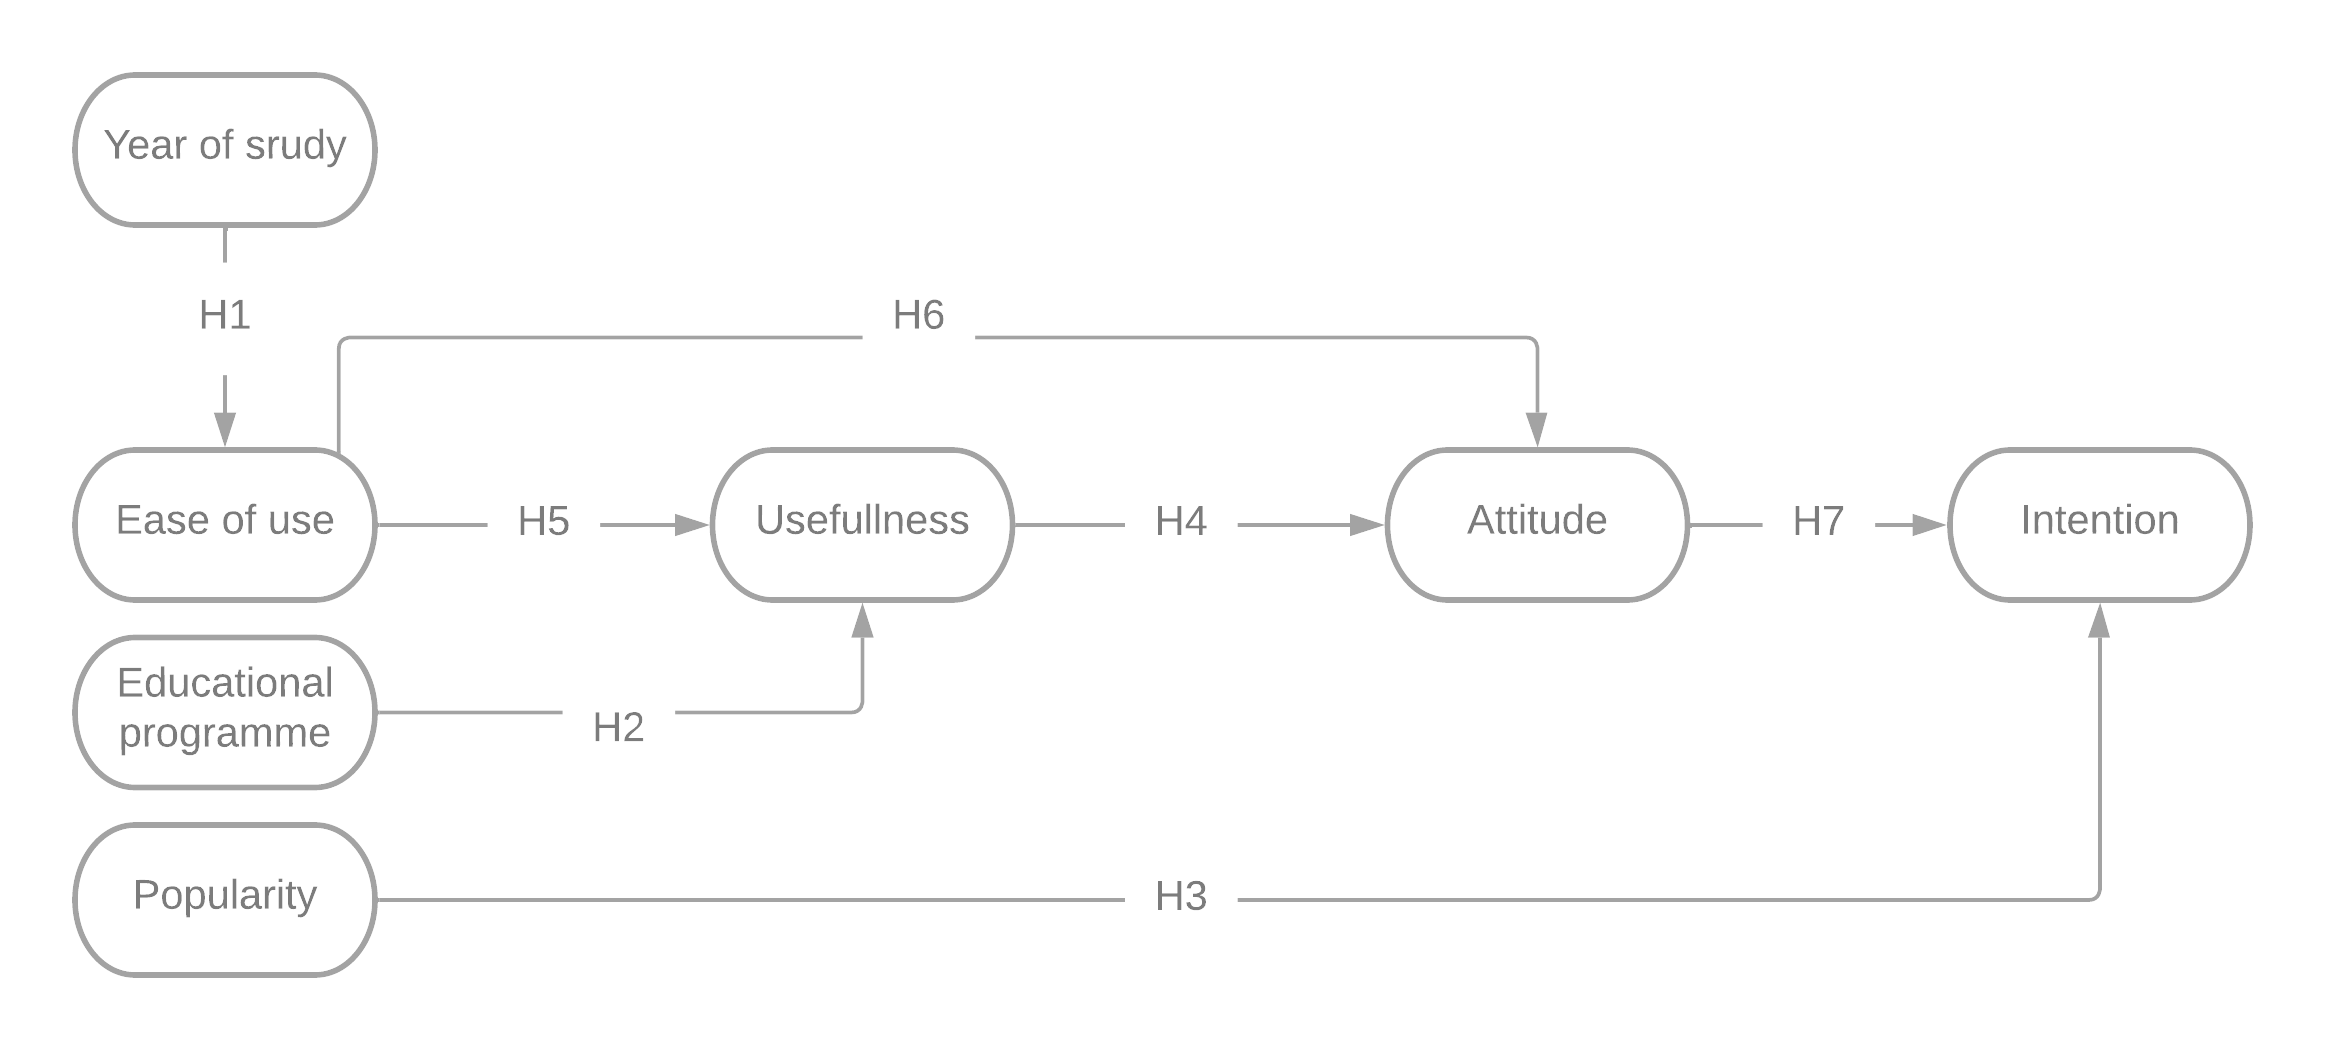 Year of srudy
H1
H6
Ease of use
H5
Usefullness
H4
Attitude
H7
Intention
Educational
programme
H2
Popularity
H3